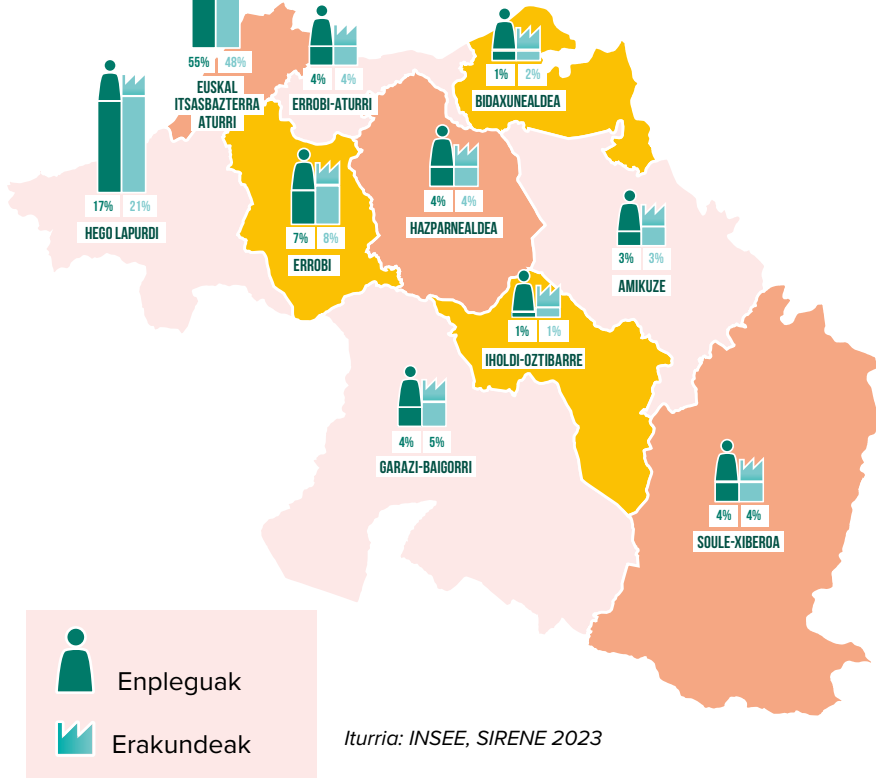 55% 48%
EUSKAL
ITSASBAZTERRA
ATURRI
4% 4%
ERROBI-ATURRI
1% 2%
BIDAXUNEALDEA
17% 21%
HEGO LAPURDI
7% 8%
ERROBI
4% 4%
HAZPARNEALDEA
3% 3%
AMIKUZE
1% 1%
IHOLDI-OZTIBARRE
4% 5%
GARAZI-BAIGORRI
4% 4%
SOULE-XIBEROA
Enpleguak
Erakundeak
Iturria: INSEE, SIRENE 2023